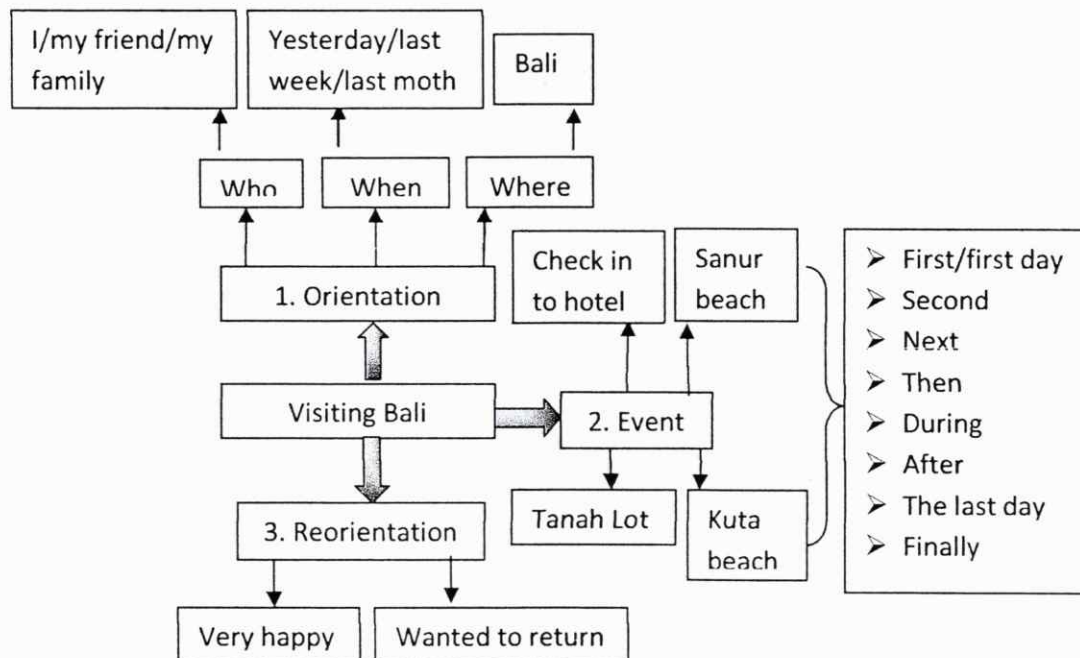 I/my friend/my
family
Yesterday/last
week/last moth
Bali
Who
When
Where
1. Orientation
Check in
to hotel
Sanur
beach
➤ First/first day
➤ Second
➤ Next
➤ Then
➤ During
➤ After
➤ The last day
➤ Finally
Visiting Bali
2. Event
Tanah Lot
Kuta
beach
3. Reorientation
Very happy
Wanted to return